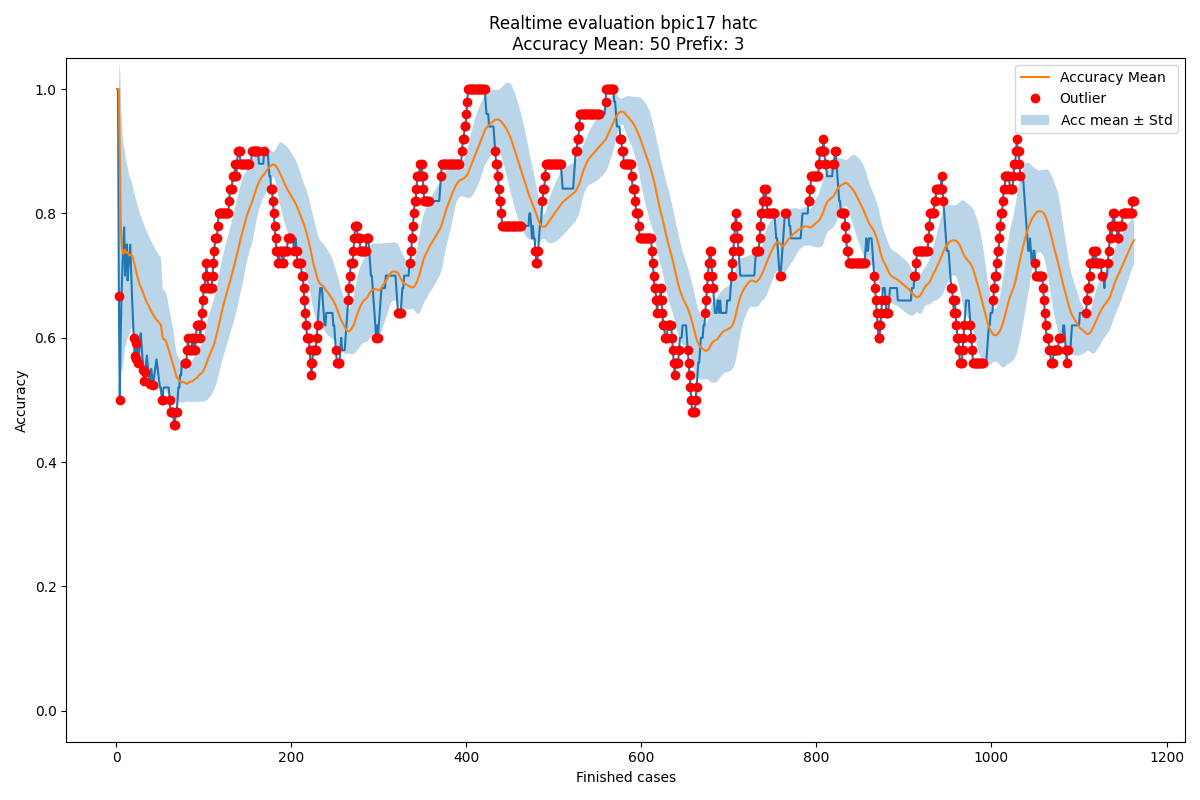 Realtime evaluation bpic17 hatc
Accuracy Mean: 50 Prefix: 3
Accuracy Mean
Outlier
Acc mean ± Std
1.0
0.8
0.6
0.4
0.2
0.0
Accuracy
0
200
400
600
800
1000
1200
Finished cases